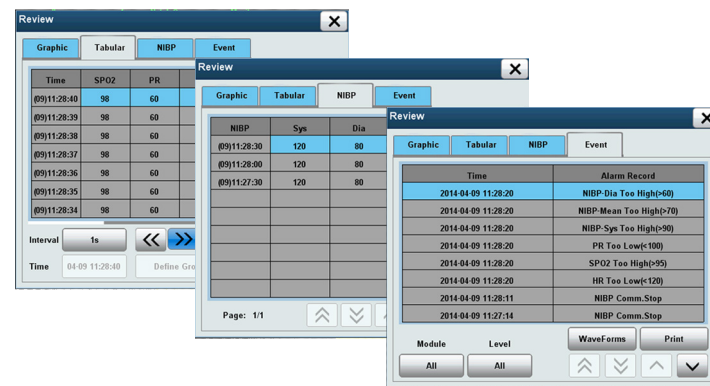 Review
Graphic Tabular NIBP Event
Time SPO2 PR
(09)11:28:40 98 60
(09)11:28:39 98 60
(09)11:28:38 98 60
(09)11:28:37 98 60
(09)11:28:36 98 60
(09)11:28:35 98 60
(09)11:28:34 98 60
Interval 1s
Time 04-09 11:28:40 Define Gro
Review
Graphic Tabular NIBP Event
NIBP Sys Dia
(09)11:28:30 120 80
(09)11:28:00 120 80
(09)11:27:30 120 80
Page: 1/1
Review
Graphic Tabular NIBP Event
Time Alarm Record
2014-04-09 11:28:20 NIBP-Dia Too High(>60)
2014-04-09 11:28:20 NIBP-Mean Too High(>70)
2014-04-09 11:28:20 NIBP-Sys Too High(>90)
2014-04-09 11:28:20 PR Too Low(<100)
2014-04-09 11:28:20 SPO2 Too High(>95)
2014-04-09 11:28:20 HR Too Low(<120)
2014-04-09 11:28:11 NIBP Comm.Stop
2014-04-09 11:27:14 NIBP Comm.Stop
Module Level WaveForms Print
All All